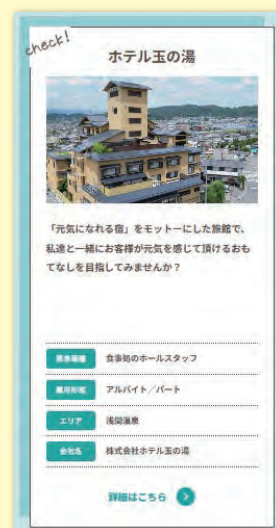 check!
ホテル玉の湯
「元気になれる宿」をモットーにした旅館で、
私達と一緒にお客様が元気を感じて頂けるおも
てなしを目指してみませんか？
募集職種 食事処のホールスタッフ
雇用形態 アルバイト／パート
エリア 浅間温泉
会社名 株式会社ホテル玉の湯
詳細はこちら